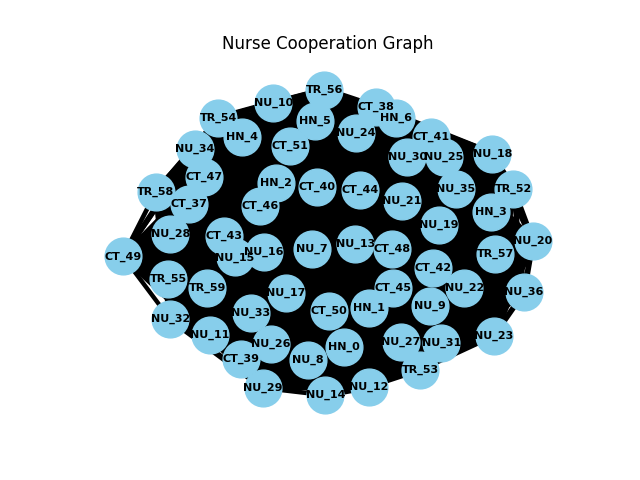 Nurse Cooperation Graph
TR_56
NU_10
CT_38
TR_54
HN_6
HN_5
NU_24
HN_4
CT_41
CT_51
NU_34
NU_18
NU_30
NU_25
CT_47
HN_2
CT_40
CT_44
NU_35
TR_52
TR_58
NU_21
CT_37
CT_46
HN_3
NU_19
NU_28
CT_43
NU_13
NU_20
NU_7
CT_48
NU_16
TR_57
CT_49
NU_15
CT_42
TR_55
TR_59
CT_45
NU_22
NU_36
NU_17
NU_9
HN_1
CT_50
NU_33
NU_32
NU_11
NU_23
NU_27
NU_31
NU_26
HN_0
CT_39
NU_8
TR_53
NU_29
NU_12
NU_14